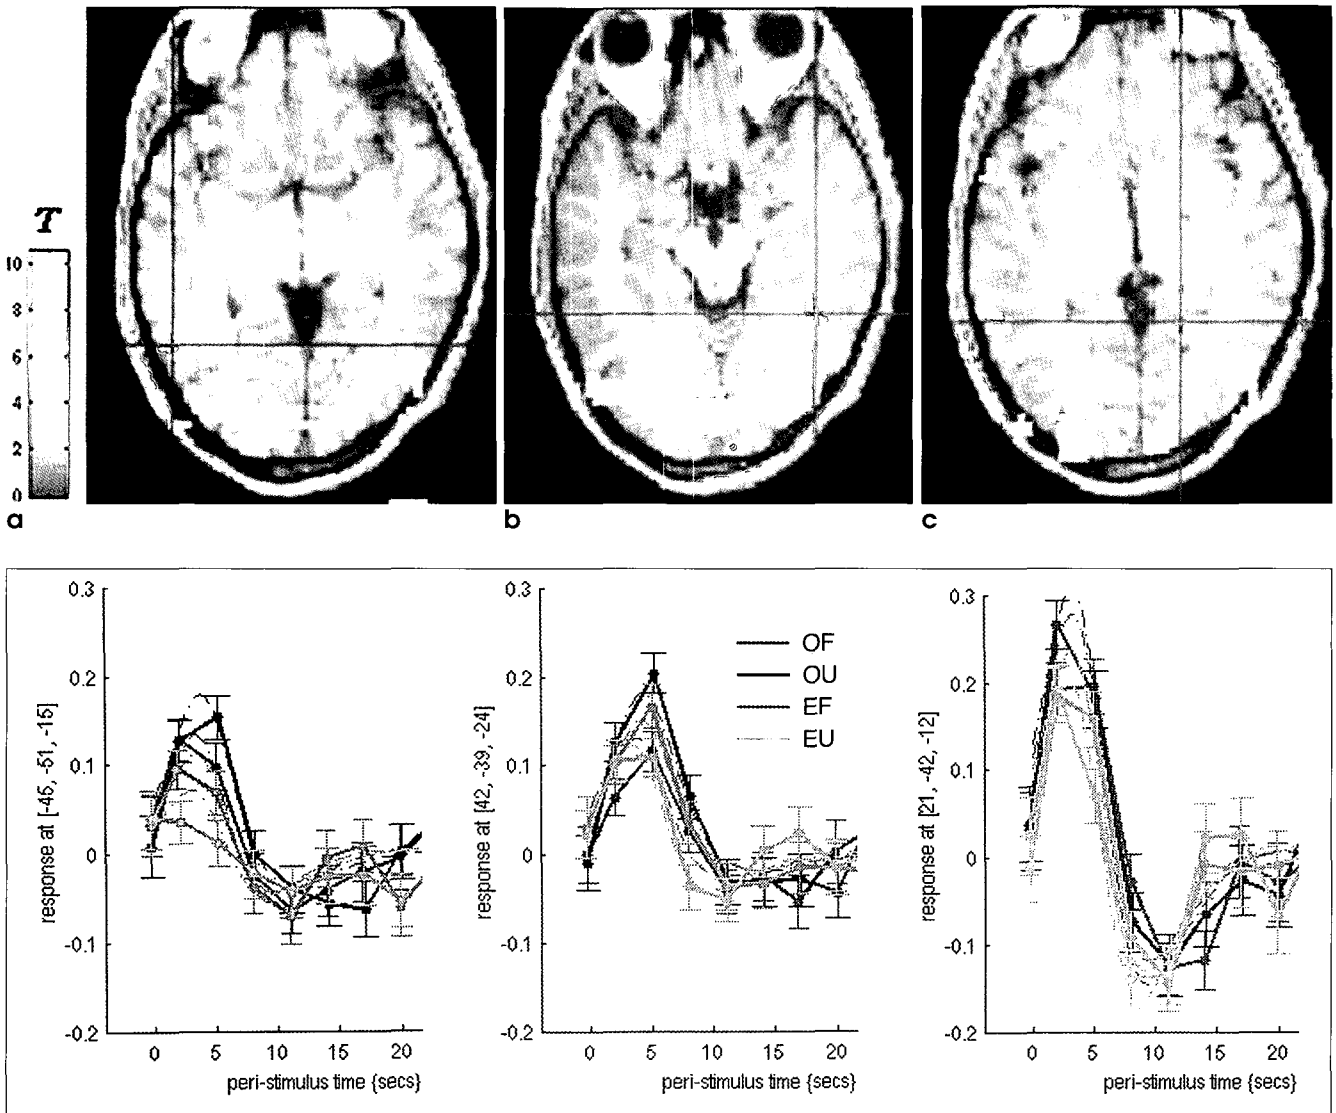 T
10
8
6
4
2
0
a
b
c
0.3
0.2
0.1
0
-0.1
-0.2
response at [-45, -51, -15]
0 5 10 15 20
peri-stimulus time {secs}
0.3
0.2
0.1
0
-0.1
-0.2
response at [42, -39, -24]
OF
OU
EF
EU
0 5 10 15 20
peri-stimulus time {secs}
0.3
0.2
0.1
0
-0.1
-0.2
response at [21, -42, -12]
0 5 10 15 20
peri-stimulus time {secs}